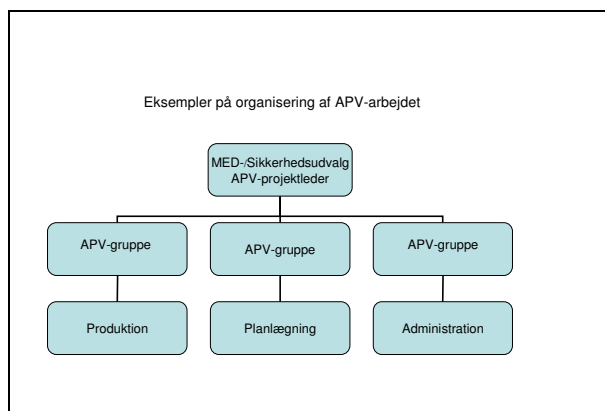 Eksempler på organisering af APV-arbejdet
MED-/Sikkerhedsudvalg
APV-projektleder
APV-gruppe
APV-gruppe
APV-gruppe
Produktion
Planlægning
Administration